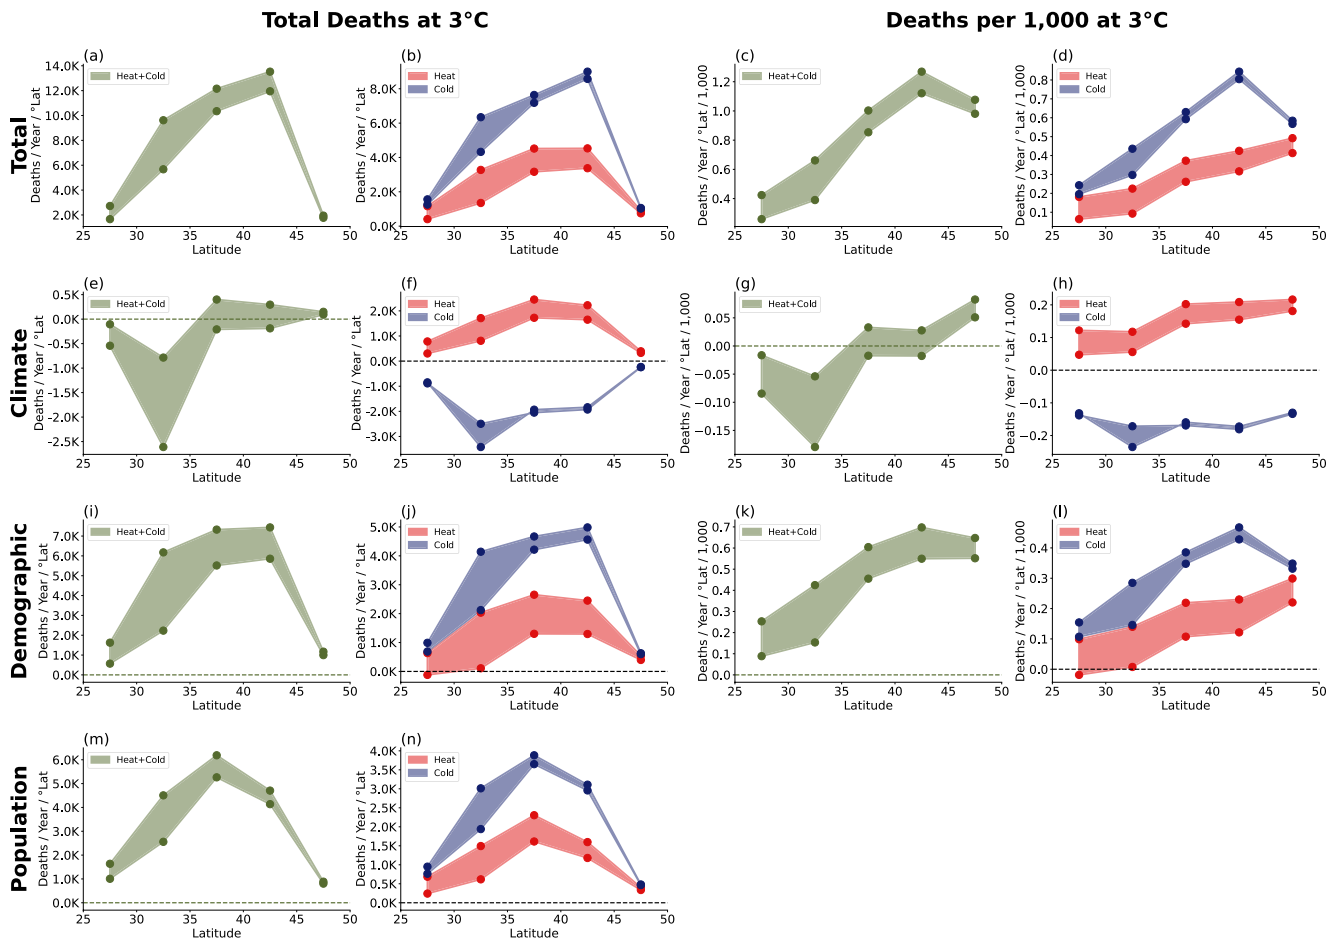 Total Deaths at 3°C
Deaths per 1,000 at 3°C
Total
(a)
Heat+Cold
Deaths / Year / °Lat
14.0K
12.0K
10.0K
8.0K
6.0K
4.0K
2.0K
25 30 35 40 45 50
Latitude
(b)
Heat
Cold
8.0K
6.0K
4.0K
2.0K
0.0K
25 30 35 40 45 50
Latitude
(c)
Heat+Cold
Deaths / Year / °Lat / 1,000
1.2
1.0
0.8
0.6
0.4
25 30 35 40 45 50
Latitude
(d)
Heat
Cold
Deaths / Year / °Lat / 1,000
0.8
0.7
0.6
0.5
0.4
0.3
0.2
0.1
25 30 35 40 45 50
Latitude
Climate
(e)
Heat+Cold
Deaths / Year / °Lat
0.5K
0.0K
-0.5K
-1.0K
-1.5K
-2.0K
-2.5K
25 30 35 40 45 50
Latitude
(f)
Heat
Cold
Deaths / Year / °Lat
2.0K
1.0K
0.0K
-1.0K
-2.0K
-3.0K
25 30 35 40 45 50
Latitude
(g)
Heat+Cold
Deaths / Year / °Lat / 1,000
0.05
0.00
−0.05
−0.10
−0.15
25 30 35 40 45 50
Latitude
(h)
Heat
Cold
Deaths / Year / °Lat / 1,000
0.2
0.1
0.0
−0.1
−0.2
25 30 35 40 45 50
Latitude
Demographic
(i)
Heat+Cold
Deaths / Year / °Lat
7.0K
6.0K
5.0K
4.0K
3.0K
2.0K
1.0K
0.0K
25 30 35 40 45 50
Latitude
(j)
Heat
Cold
Deaths / Year / °Lat
5.0K
4.0K
3.0K
2.0K
1.0K
0.0K
25 30 35 40 45 50
Latitude
(k)
Heat+Cold
Deaths / Year / °Lat / 1,000
0.7
0.6
0.5
0.4
0.3
0.2
0.1
0.0
25 30 35 40 45 50
Latitude
(l)
Heat
Cold
Deaths / Year / °Lat / 1,000
0.4
0.3
0.2
0.1
0.0
25 30 35 40 45 50
Latitude
Population
(m)
Heat+Cold
Deaths / Year / °Lat
6.0K
5.0K
4.0K
3.0K
2.0K
1.0K
0.0K
25 30 35 40 45 50
Latitude
(n)
Heat
Cold
Deaths / Year / °Lat
4.0K
3.5K
3.0K
2.5K
2.0K
1.5K
1.0K
0.5K
0.0K
25 30 35 40 45 50
Latitude